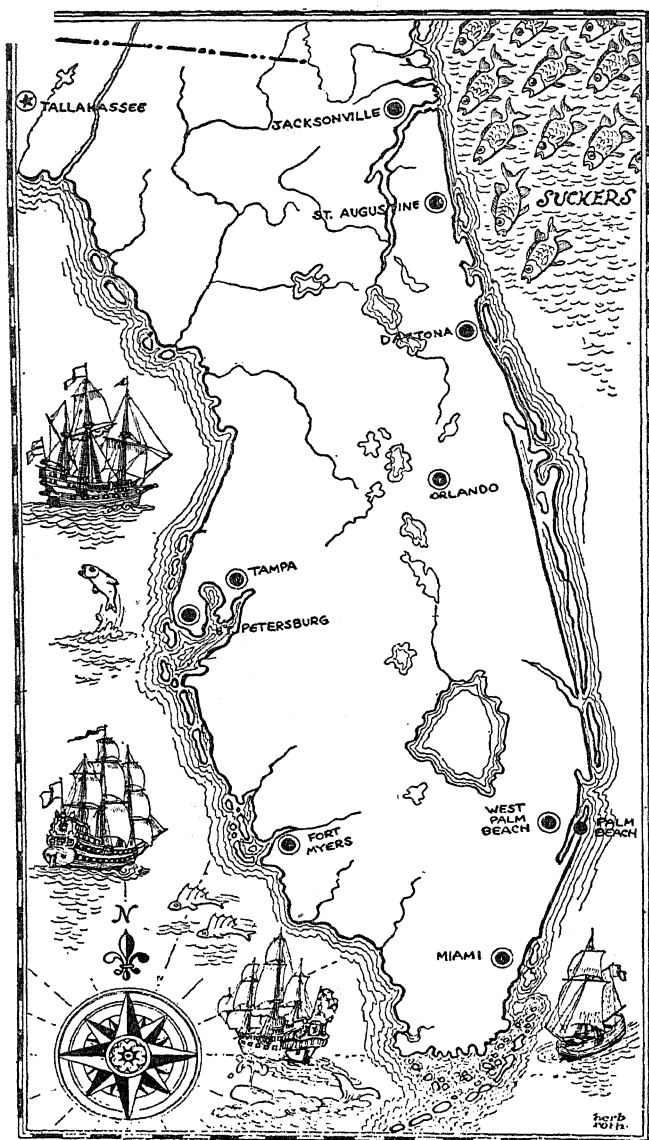 TALLAHASSEE
JACKSONVILLE
ST. AUGUSTINE
SUCKERS
DAYTONA
ORLANDO
TAMPA
PETERSBURG
WEST
PALM
BEACH
PALM
BEACH
FORT
MYERS
N
MIAMI
herb
roth.